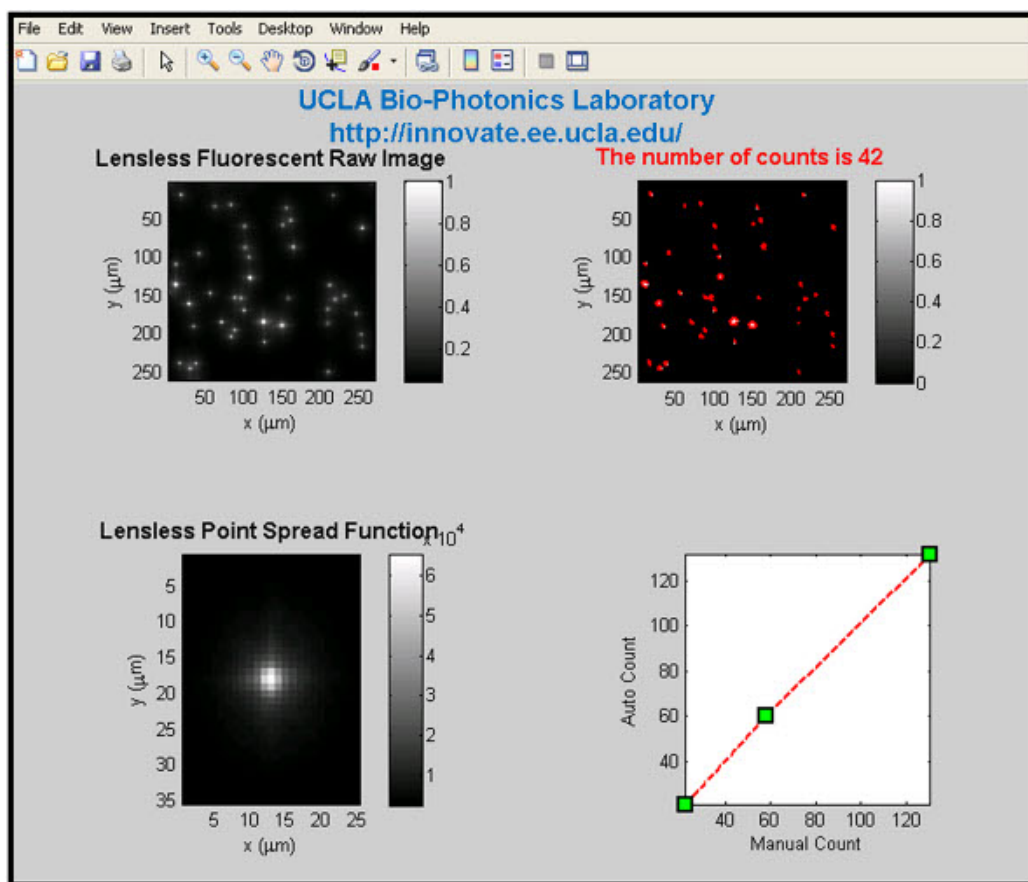 File Edit View Insert Tools Desktop Window Help
UCLA Bio-Photonics Laboratory
http://innovate.ee.ucla.edu/
Lensless Fluorescent Raw Image
50
100
150
200
250
y (μm)
50 100 150 200 250
x (μm)
1
0.8
0.6
0.4
0.2
The number of counts is 42
50
100
150
200
250
y (μm)
50 100 150 200 250
x (μm)
1
0.8
0.6
0.4
0.2
0
Lensless Point Spread Function
x 10⁴
5
10
15
20
25
30
35
y (μm)
5 10 15 20 25
x (μm)
6
5
4
3
2
1
120
100
80
60
40
Auto Count
40 60 80 100 120
Manual Count